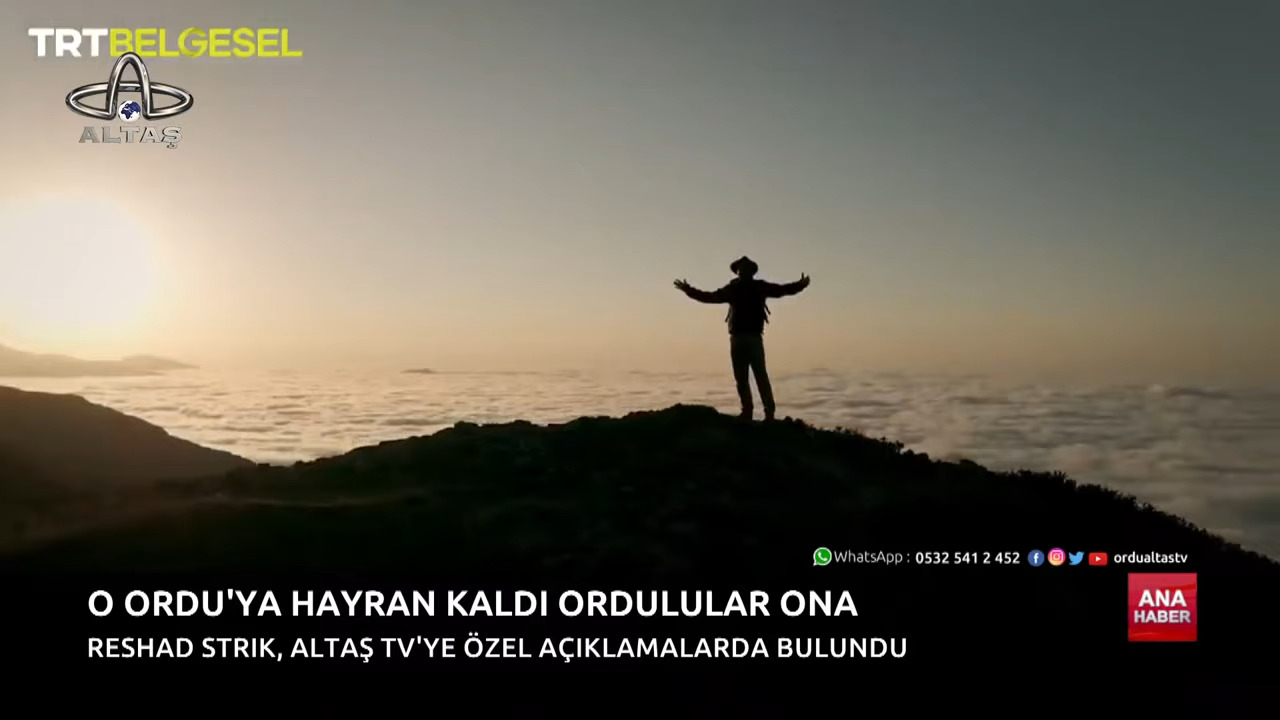 TRTBELGESEL
ALTAŞ
WhatsApp : 0532 541 2 452 ordualtastv
O ORDU'YA HAYRAN KALDI ORDULULAR ONA
RESHAD STRIK, ALTAŞ TV'YE ÖZEL AÇIKLAMALARDA BULUNDU
ANA
HABER